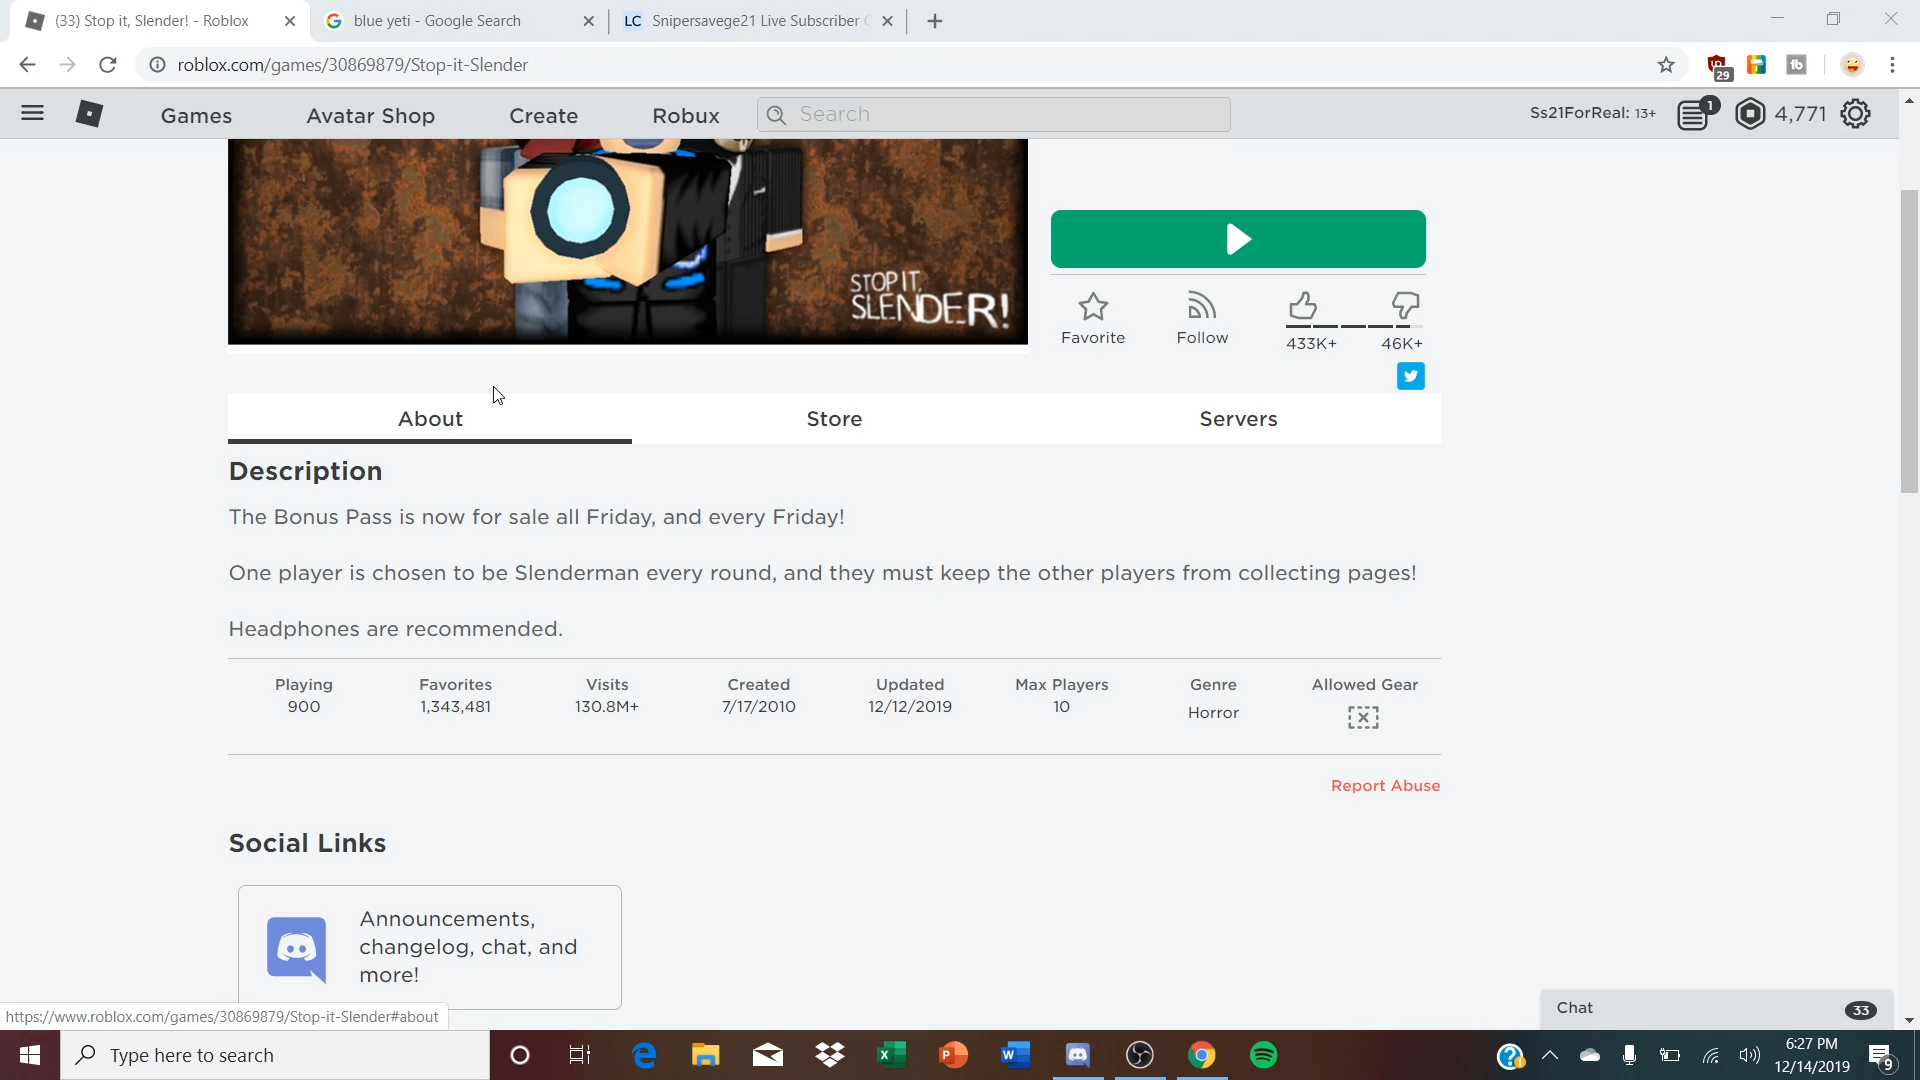 (33) Stop it, Slender! - Roblox
blue yeti - Google Search
LC Snipersavege21 Live Subscriber
roblox.com/games/30869879/Stop-it-Slender
29
Games
Avatar Shop
Create
Robux
Search
Ss21ForReal: 13+
1
4,771
STOP IT,
SLENDER!
Favorite
Follow
433K+
46K+
About
Store
Servers
Description
The Bonus Pass is now for sale all Friday, and every Friday!
One player is chosen to be Slenderman every round, and they must keep the other players from collecting pages!
Headphones are recommended.
Playing
900
Favorites
1,343,481
Visits
130.8M+
Created
7/17/2010
Updated
12/12/2019
Max Players
10
Genre
Horror
Allowed Gear
Report Abuse
Social Links
Announcements,
changelog, chat, and
more!
https://www.roblox.com/games/30869879/Stop-it-Slender#about
Chat
33
Type here to search
6:27 PM
12/14/2019
9